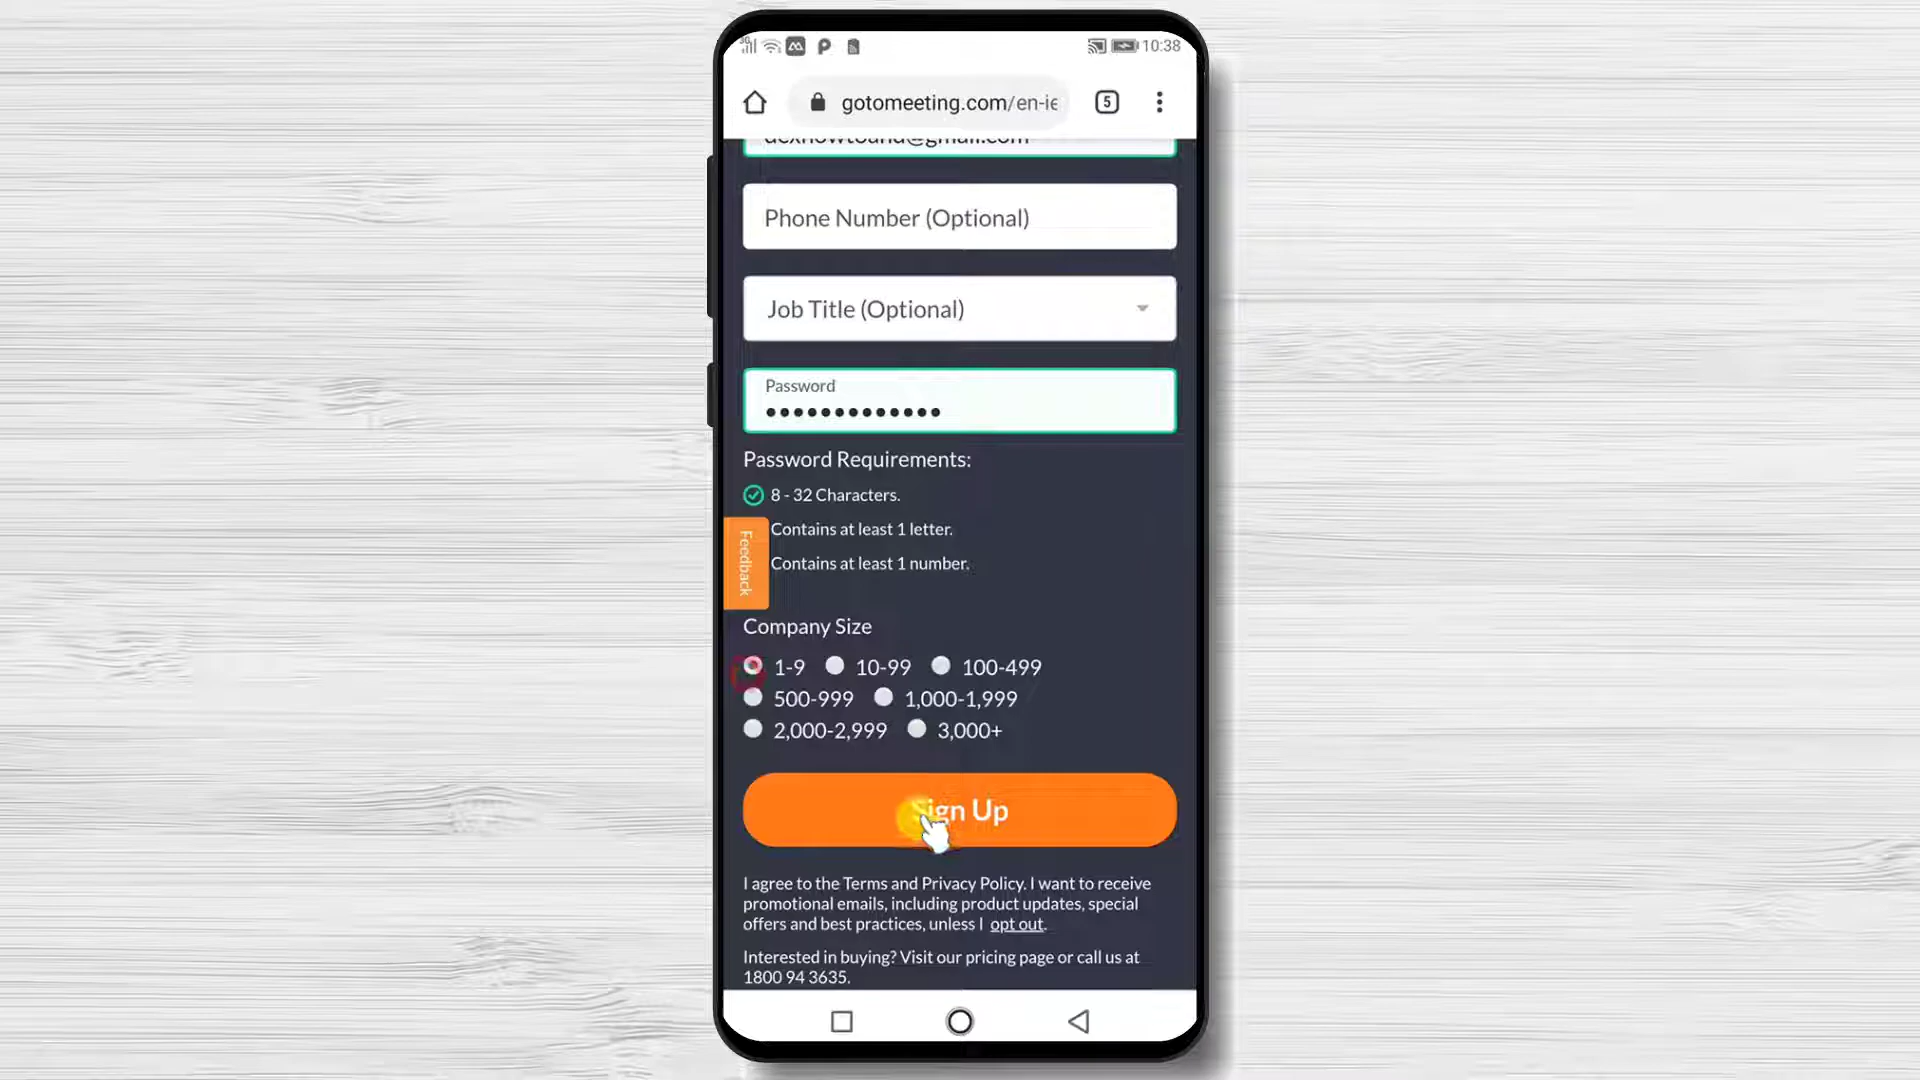 3G
10:38
gotomeeting.com/en-ie
5
Phone Number (Optional)
Job Title (Optional)
Password
Password Requirements:
8 - 32 Characters.
Contains at least 1 letter.
Contains at least 1 number.
Feedback
Company Size
1-9 10-99 100-499
500-999 1,000-1,999
2,000-2,999 3,000+
Sign Up
I agree to the Terms and Privacy Policy. I want to receive
promotional emails, including product updates, special
offers and best practices, unless I opt out.
Interested in buying? Visit our pricing page or call us at
1800 94 3635.